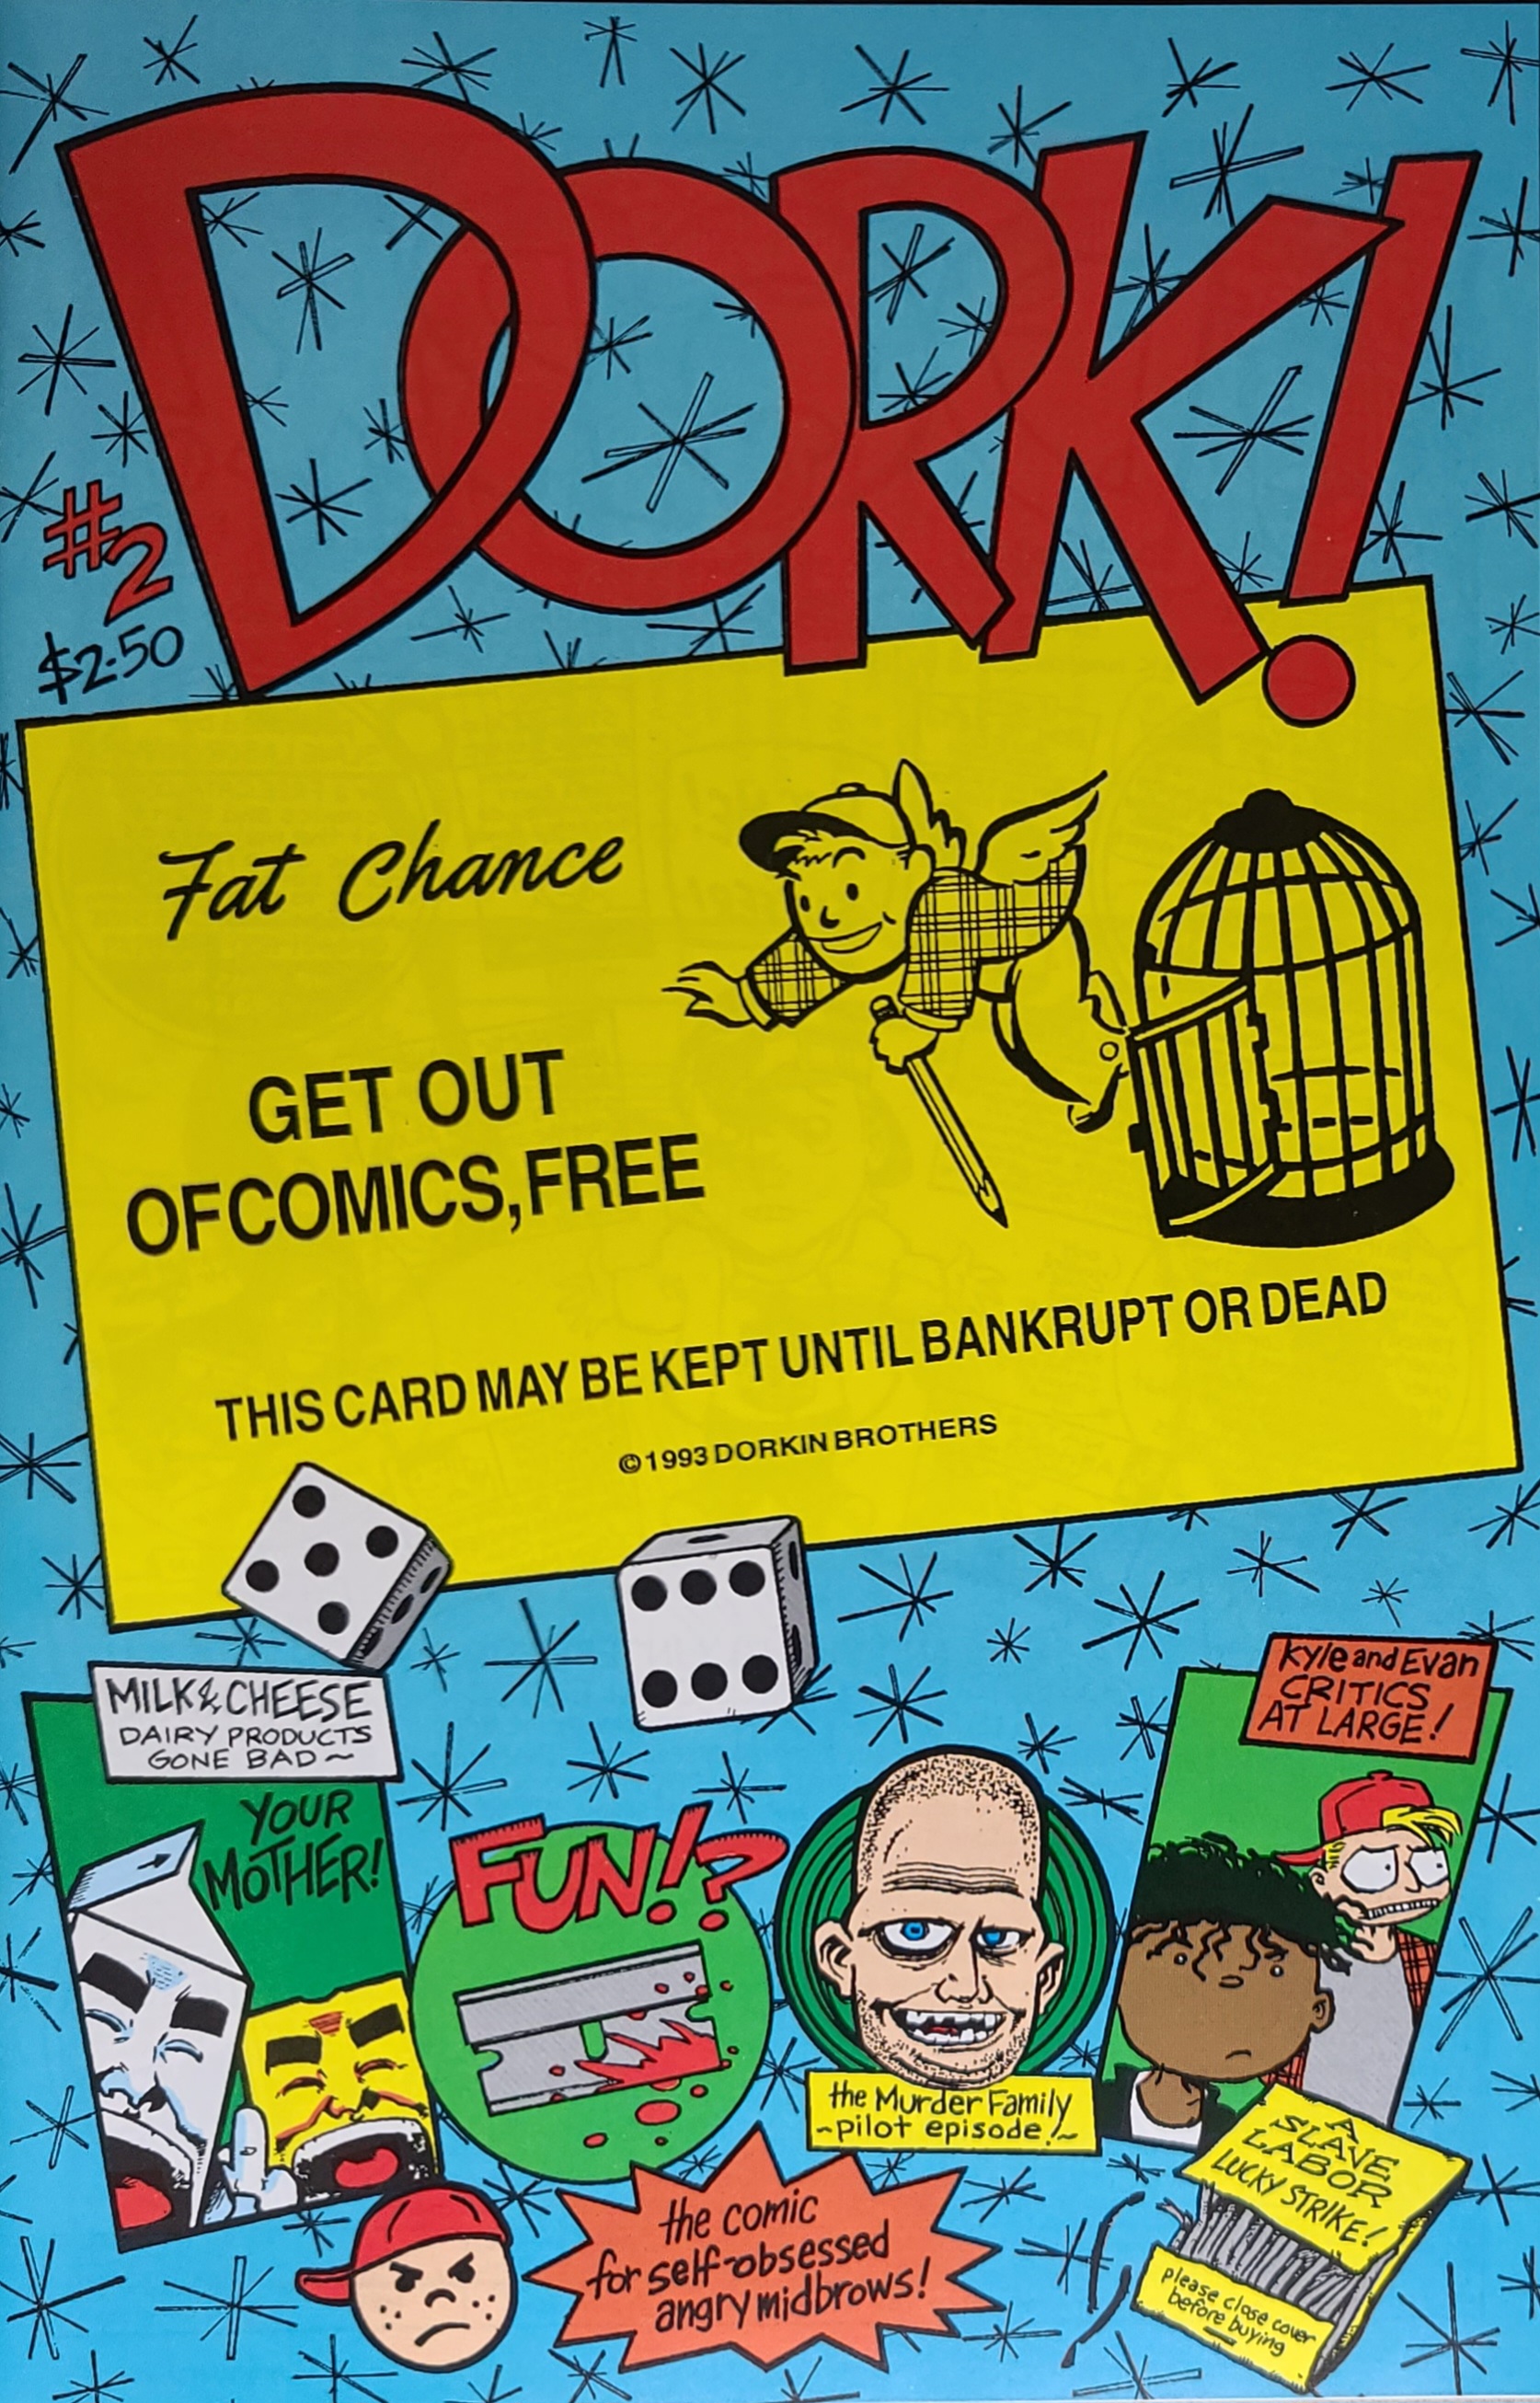 DORK!
#2
$2.50
Fat Chance
GET OUT
OFCOMICS,FREE
THIS CARD MAY BE KEPT UNTIL BANKRUPT OR DEAD
©1993 DORKIN BROTHERS
MILK & CHEESE
DAIRY PRODUCTS
GONE BAD~
YOUR
MOTHER!
FUN!?
the Murder Family
~pilot episode!~
Kyle and Evan
CRITICS
AT LARGE!
the comic
for self-obsessed
angry midbrows!
A
SLAVE
LABOR
LUCKY STRIKE!
please close cover
before buying